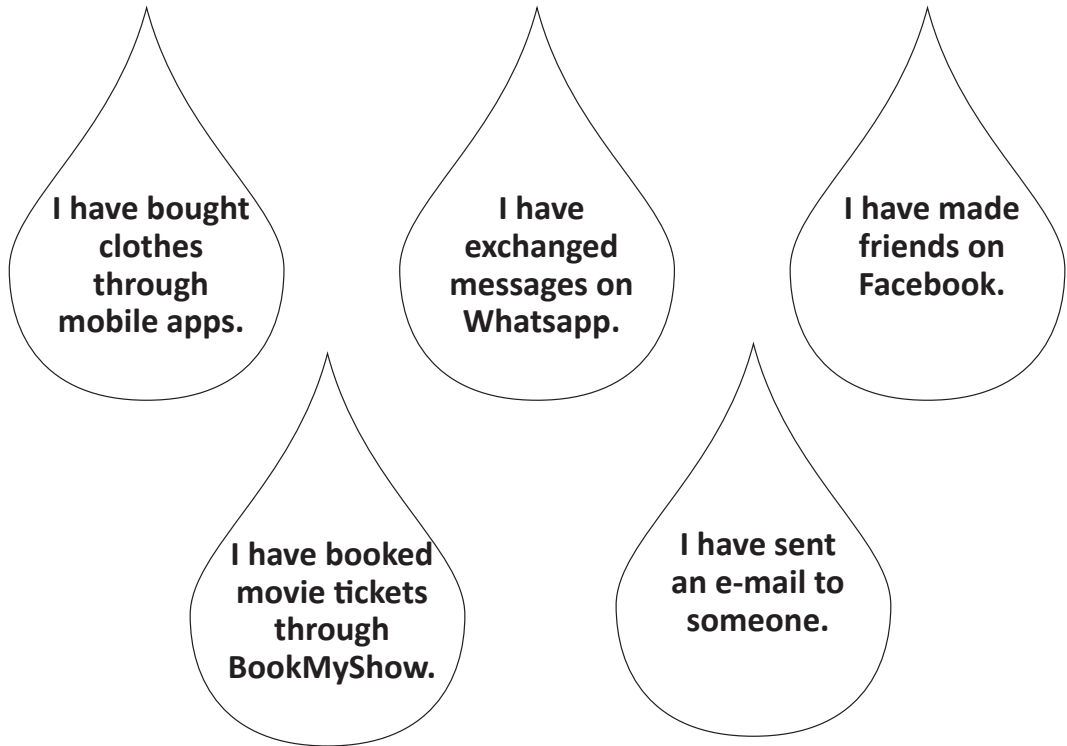 I have bought
clothes
through
mobile apps.
I have
exchanged
messages on
Whatsapp.
I have made
friends on
Facebook.
I have booked
movie tickets
through
BookMyShow.
I have sent
an e-mail to
someone.